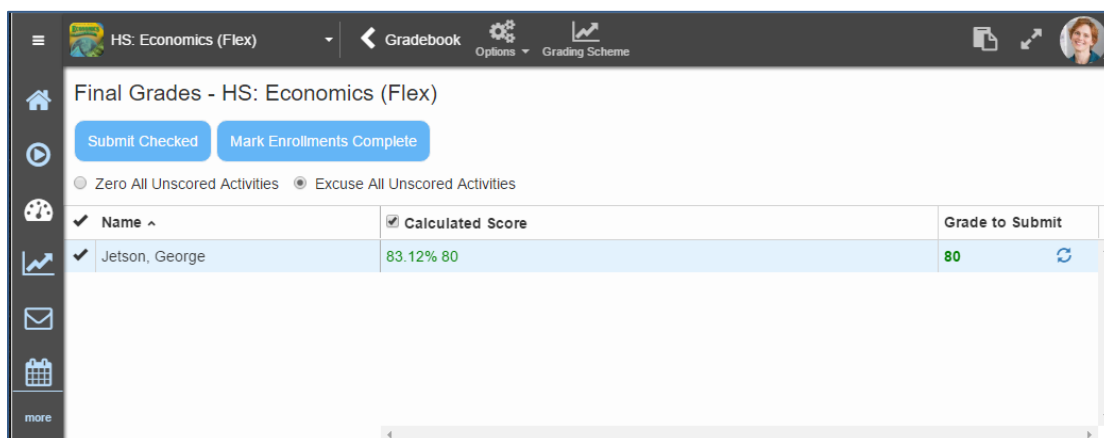 ECONOMICS
HS: Economics (Flex)
Gradebook
Options
Grading Scheme
Final Grades - HS: Economics (Flex)
Submit Checked
Mark Enrollments Complete
Zero All Unscored Activities
Excuse All Unscored Activities
Name
Calculated Score
Grade to Submit
Jetson, George
83.12% 80
80
more